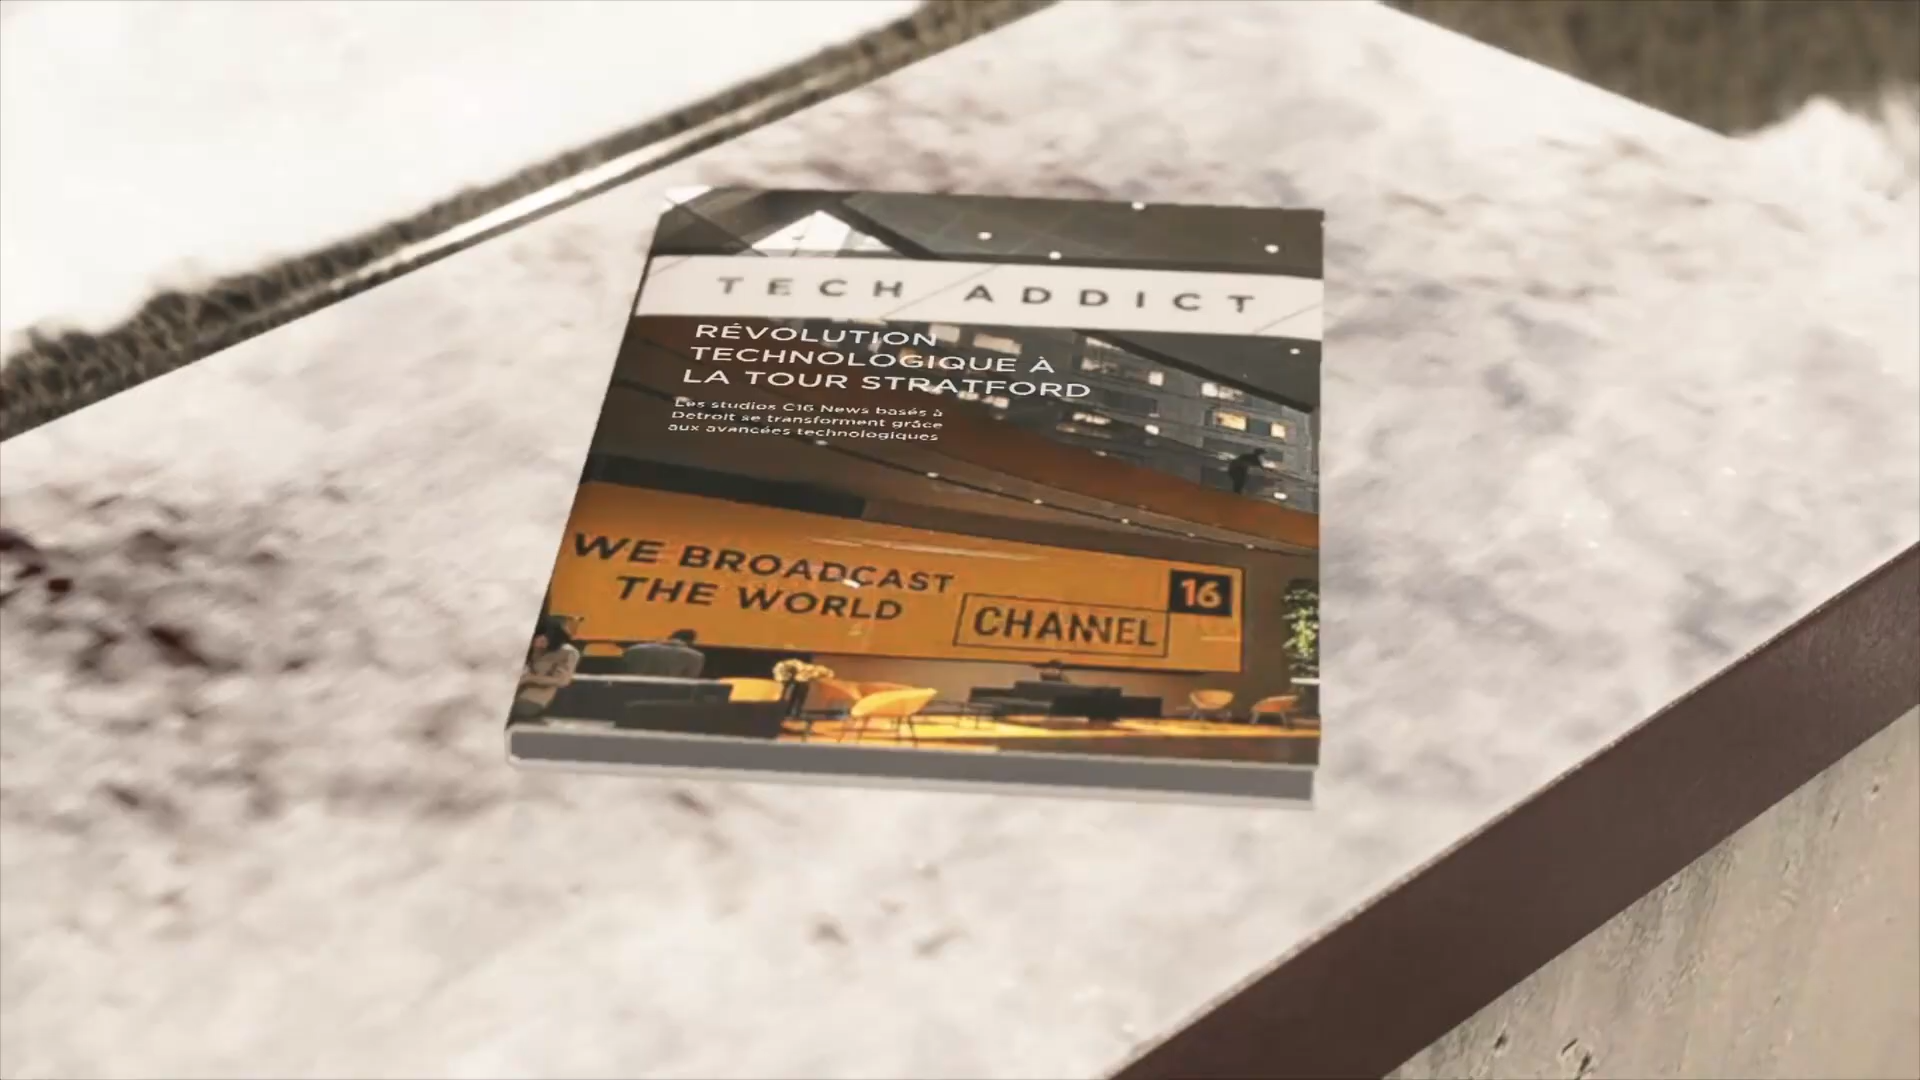 TECH ADDICT
RÉVOLUTION
TECHNOLOGIQUE À
LA TOUR STRATFORD
Les studios C16 News basés à
Detroit se transforment grâce
aux avancées technologiques
WE BROADCAST
THE WORLD
16
CHANNEL